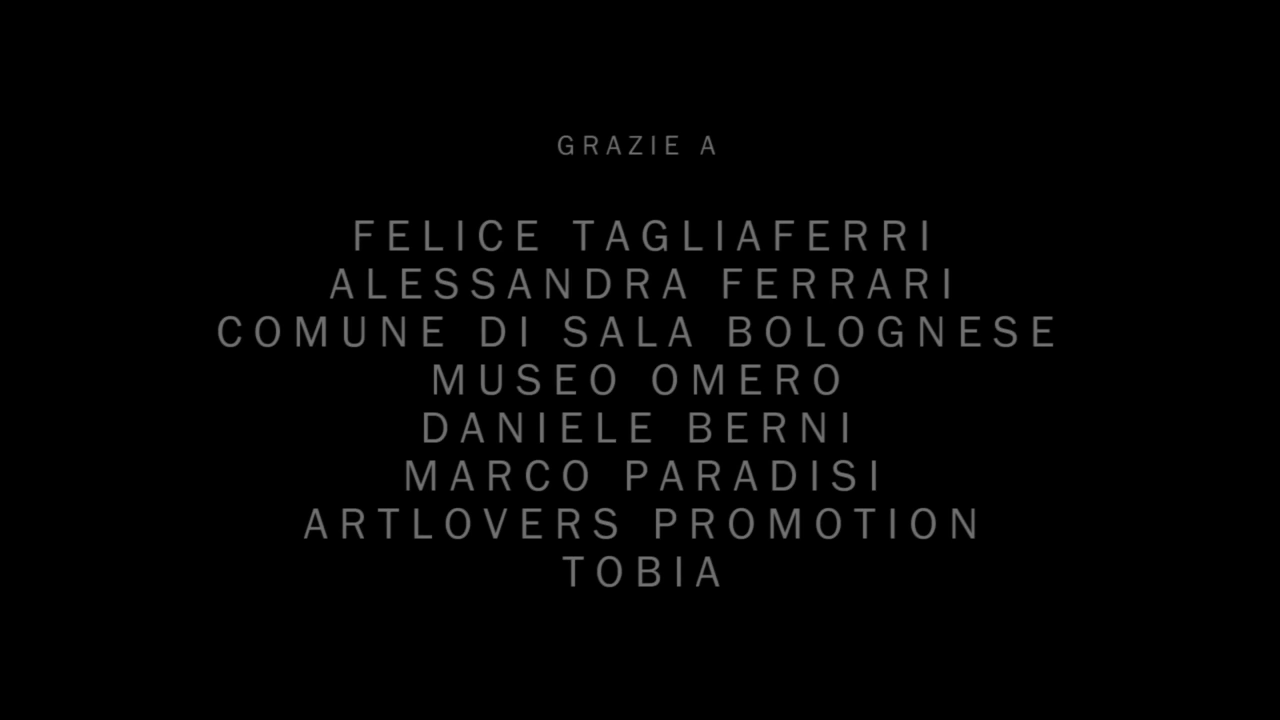 GRAZIE A
FELICE TAGLIAFERRI
ALESSANDRA FERRARI
COMUNE DI SALA BOLOGNESE
MUSEO OMERO
DANIELE BERNI
MARCO PARADISI
ARTLOVERS PROMOTION
TOBIA